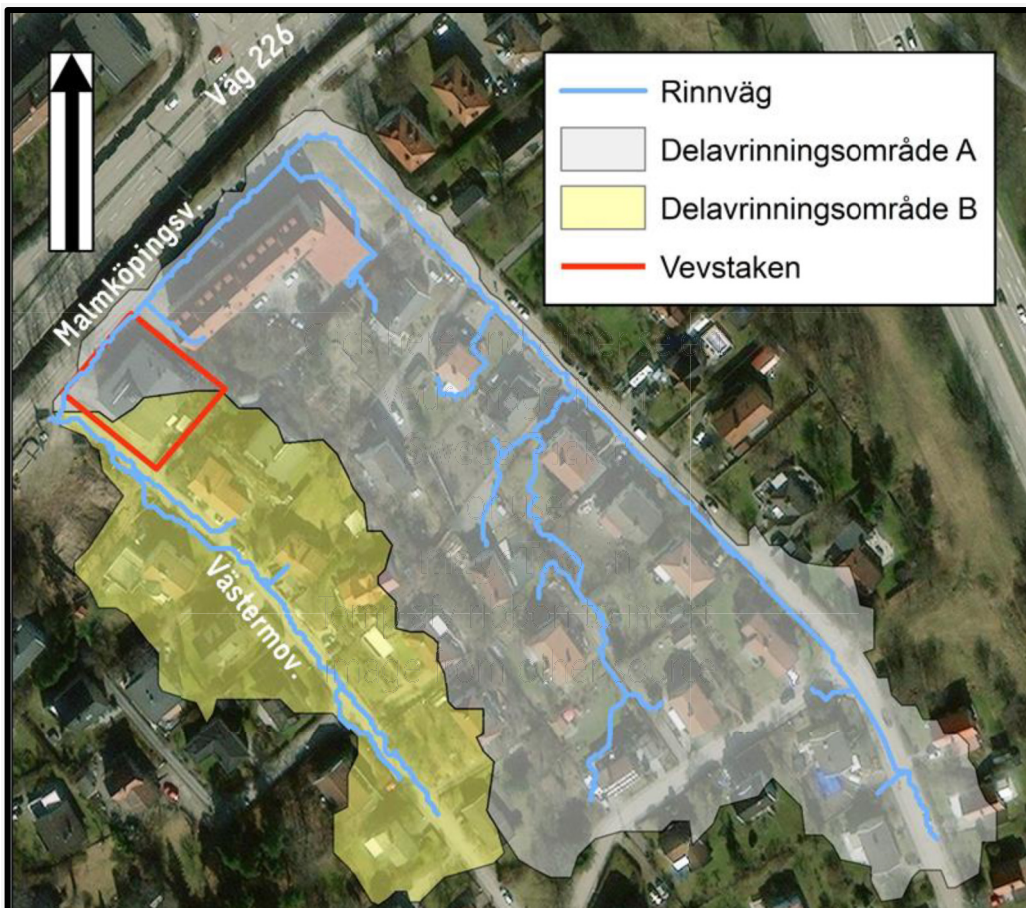 Väg 226
Malmköpingsv.
Västermov.
Rinnväg
Delavrinningsområde A
Delavrinningsområde B
Vevstaken